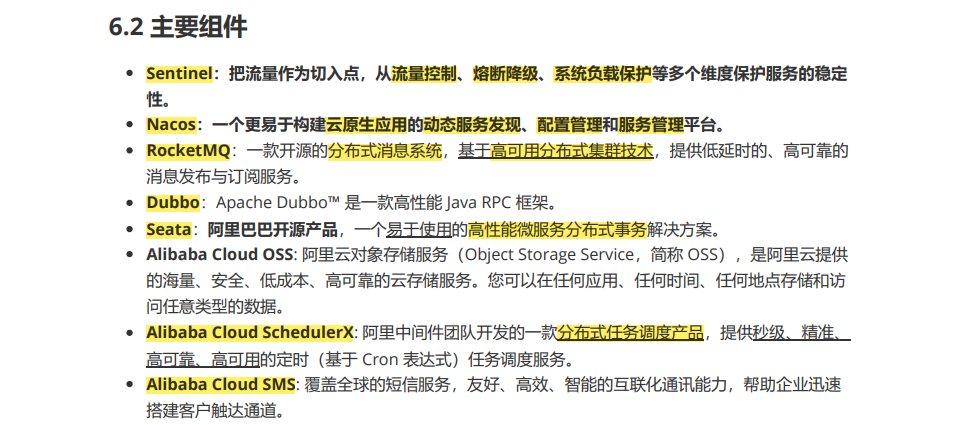 6.2 主要组件
• Sentinel：把流量作为切入点，从流量控制、熔断降级、系统负载保护等多个维度保护服务的稳定
性。
• Nacos：一个更易于构建云原生应用的动态服务发现、配置管理和服务管理平台。
• RocketMQ：一款开源的分布式消息系统，基于高可用分布式集群技术，提供低延时的、高可靠的
消息发布与订阅服务。
• Dubbo：Apache Dubbo™ 是一款高性能 Java RPC 框架。
• Seata：阿里巴巴开源产品，一个易于使用的高性能微服务分布式事务解决方案。
• Alibaba Cloud OSS: 阿里云对象存储服务（Object Storage Service，简称 OSS），是阿里云提供
的海量、安全、低成本、高可靠的云存储服务。您可以在任何应用、任何时间、任何地点存储和访
问任意类型的数据。
• Alibaba Cloud SchedulerX: 阿里中间件团队开发的一款分布式任务调度产品，提供秒级、精准、
高可靠、高可用的定时（基于 Cron 表达式）任务调度服务。
• Alibaba Cloud SMS: 覆盖全球的短信服务，友好、高效、智能的互联化通讯能力，帮助企业迅速
搭建客户触达通道。